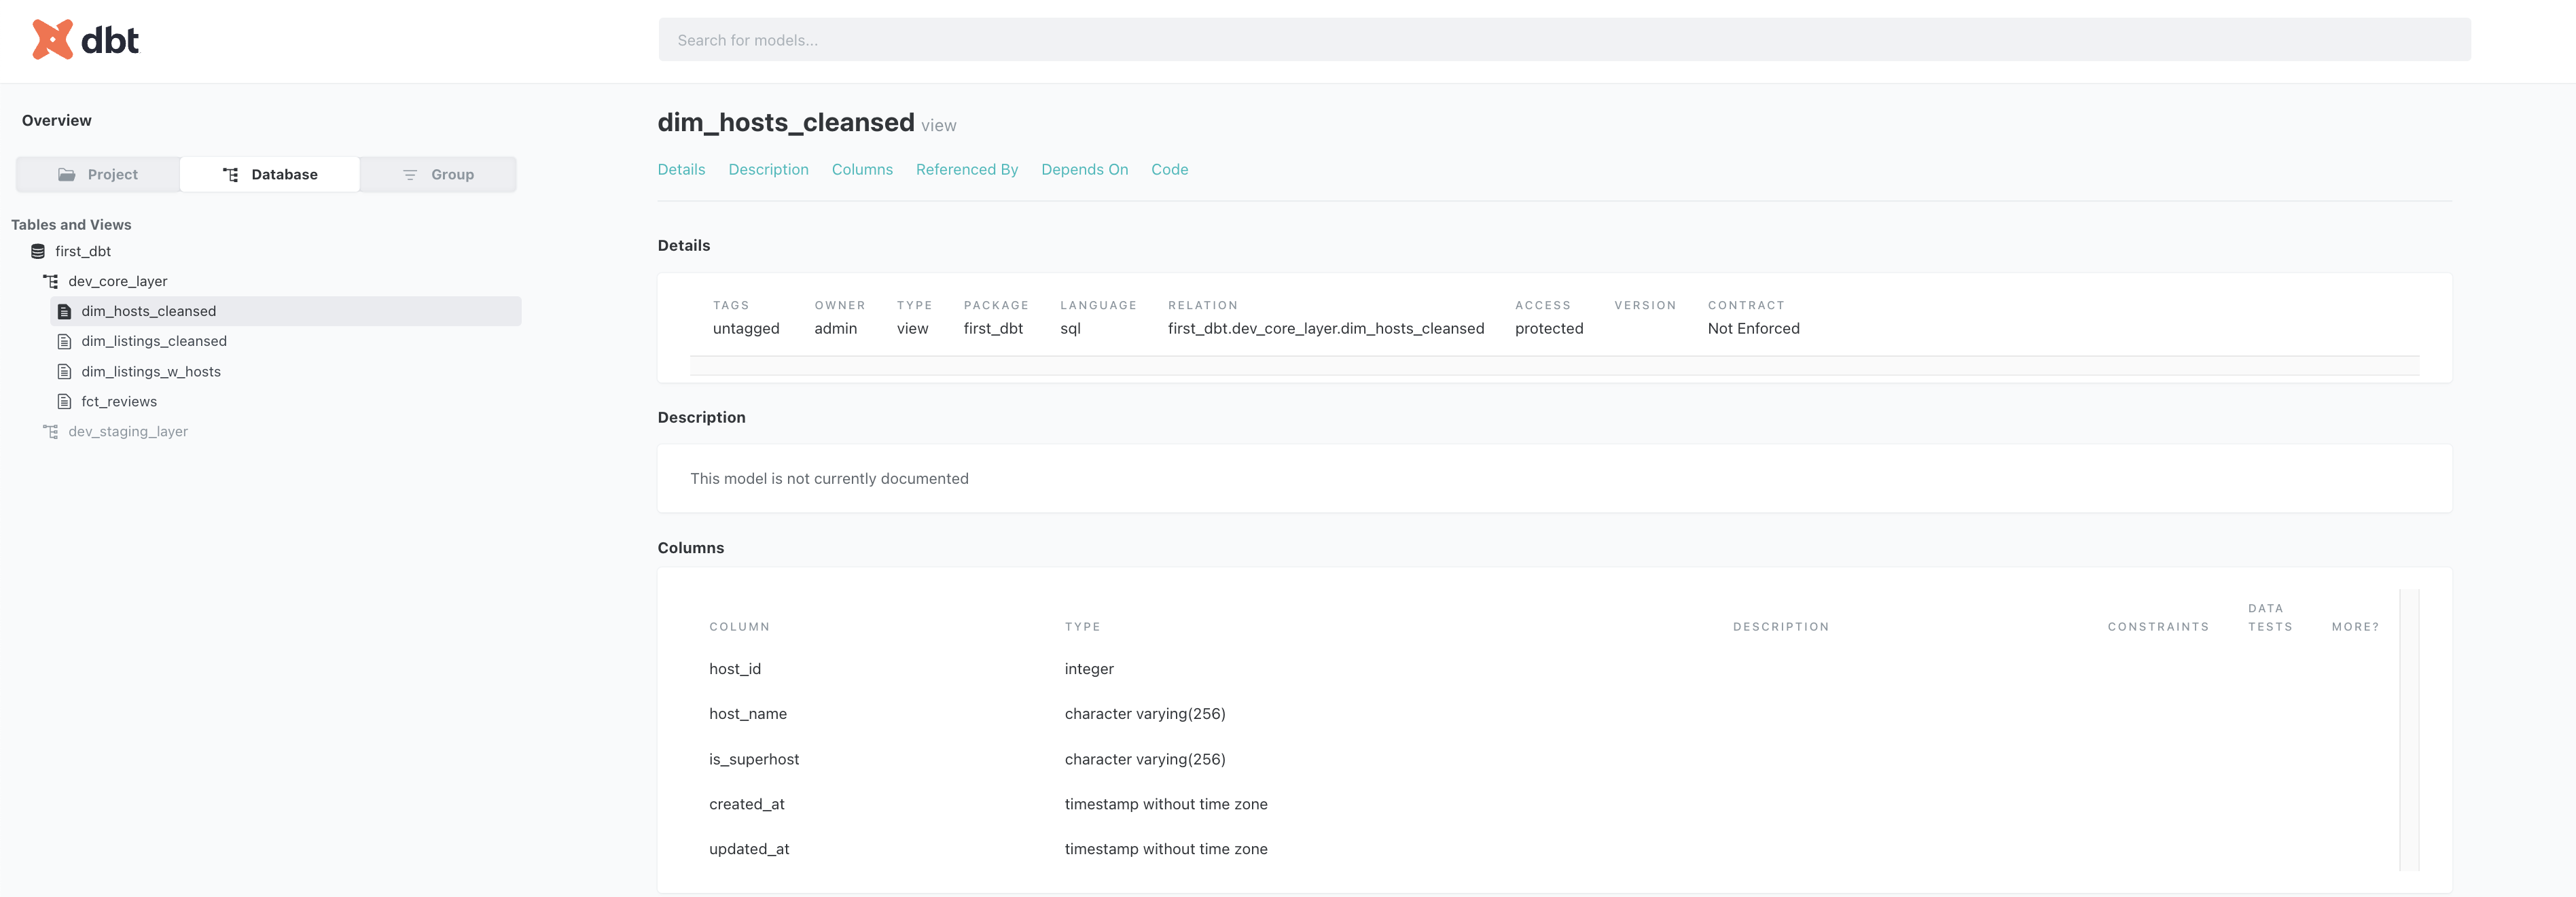 dbt
Search for models...
Overview
Project Database Group
Tables and Views
first_dbt
dev_core_layer
dim_hosts_cleansed
dim_listings_cleansed
dim_listings_w_hosts
fct_reviews
dev_staging_layer
dim_hosts_cleansed view
Details Description Columns Referenced By Depends On Code
Details
TAGS OWNER TYPE PACKAGE LANGUAGE RELATION ACCESS VERSION CONTRACT
untagged admin view first_dbt sql first_dbt.dev_core_layer.dim_hosts_cleansed protected Not Enforced
Description
This model is not currently documented
Columns
COLUMN TYPE DESCRIPTION CONSTRAINTS DATA TESTS MORE?
host_id integer
host_name character varying(256)
is_superhost character varying(256)
created_at timestamp without time zone
updated_at timestamp without time zone